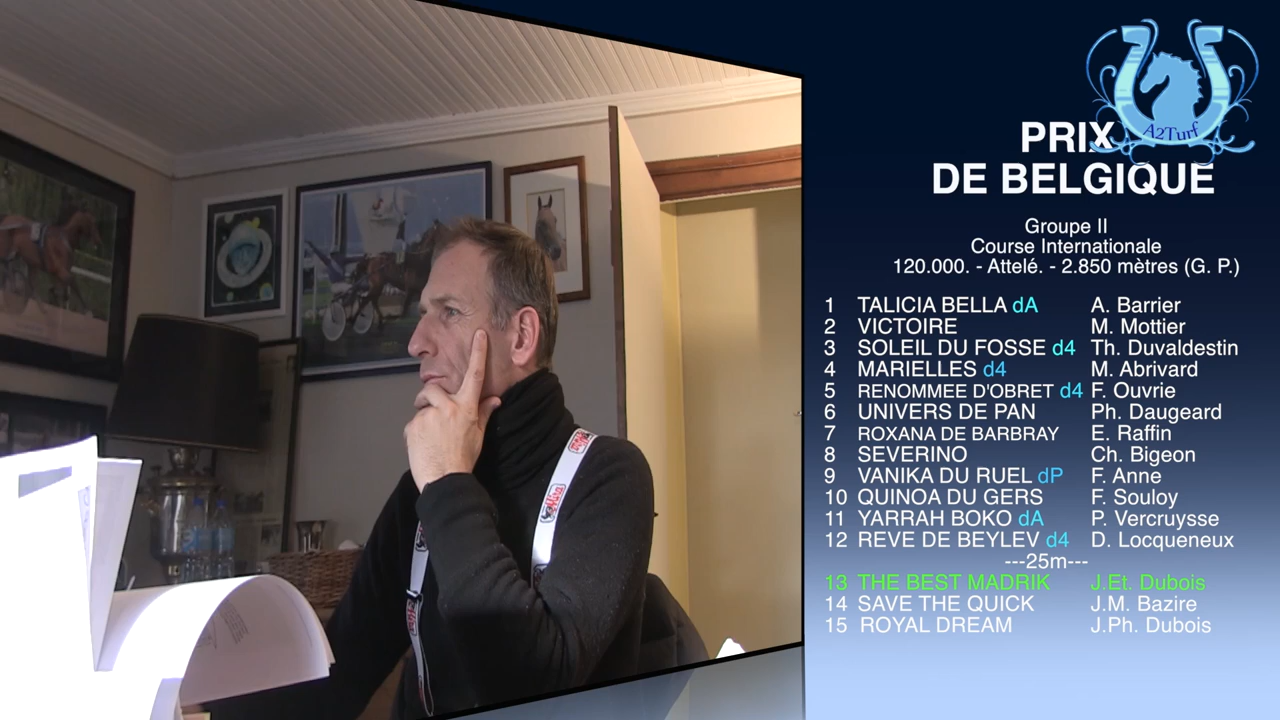 A2Turf
PRIX
DE BELGIQUE
Groupe II
Course Internationale
120.000. - Attelé. - 2.850 mètres (G. P.)
1 TALICIA BELLA dA A. Barrier
2 VICTOIRE M. Mottier
3 SOLEIL DU FOSSE d4 Th. Duvaldestin
4 MARIELLES d4 M. Abrivard
5 RENOMMEE D'OBRET d4 F. Ouvrie
6 UNIVERS DE PAN Ph. Daugeard
7 ROXANA DE BARBRAY E. Raffin
8 SEVERINO Ch. Bigeon
9 VANIKA DU RUEL dP F. Anne
10 QUINOA DU GERS F. Souloy
11 YARRAH BOKO dA P. Vercruysse
12 REVE DE BEYLEV d4 D. Locqueneux
---25m---
13 THE BEST MADRIK J.Et. Dubois
14 SAVE THE QUICK J.M. Bazire
15 ROYAL DREAM J.Ph. Dubois